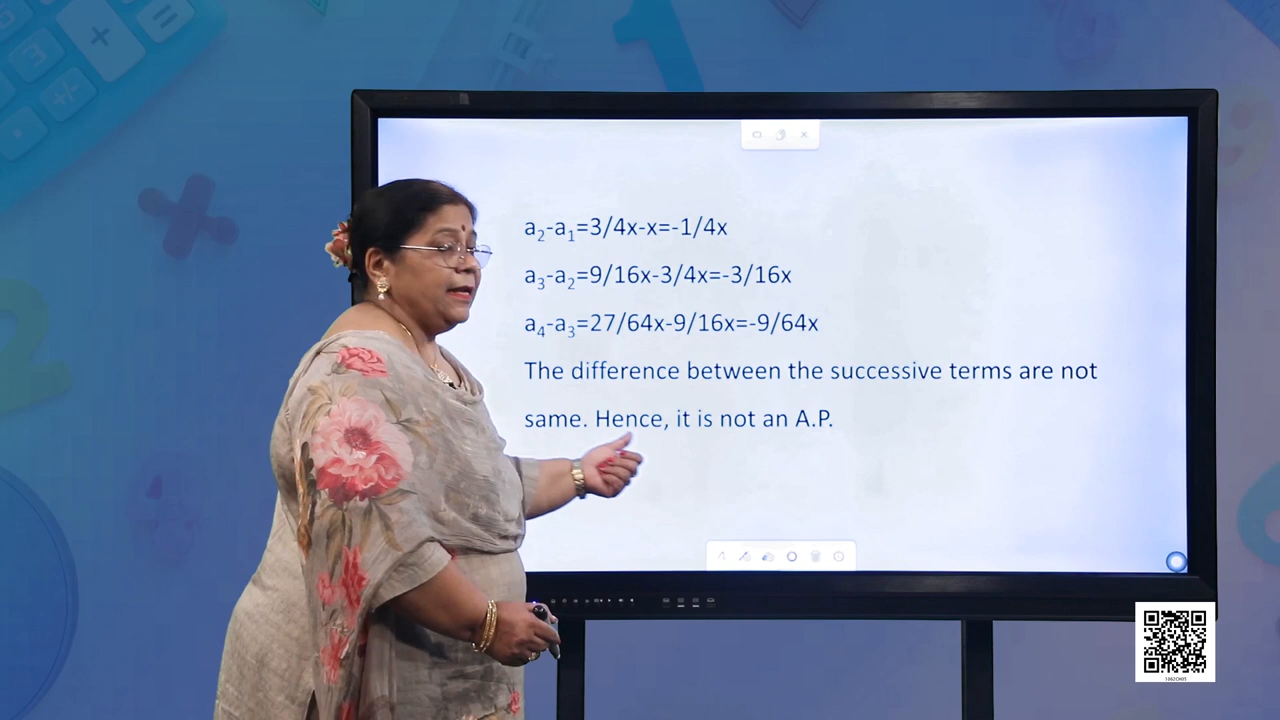 a₂-a₁=3/4x-x=-1/4x
a₃-a₂=9/16x-3/4x=-3/16x
a₄-a₃=27/64x-9/16x=-9/64x
The difference between the successive terms are not
same. Hence, it is not an A.P.
1062CH05